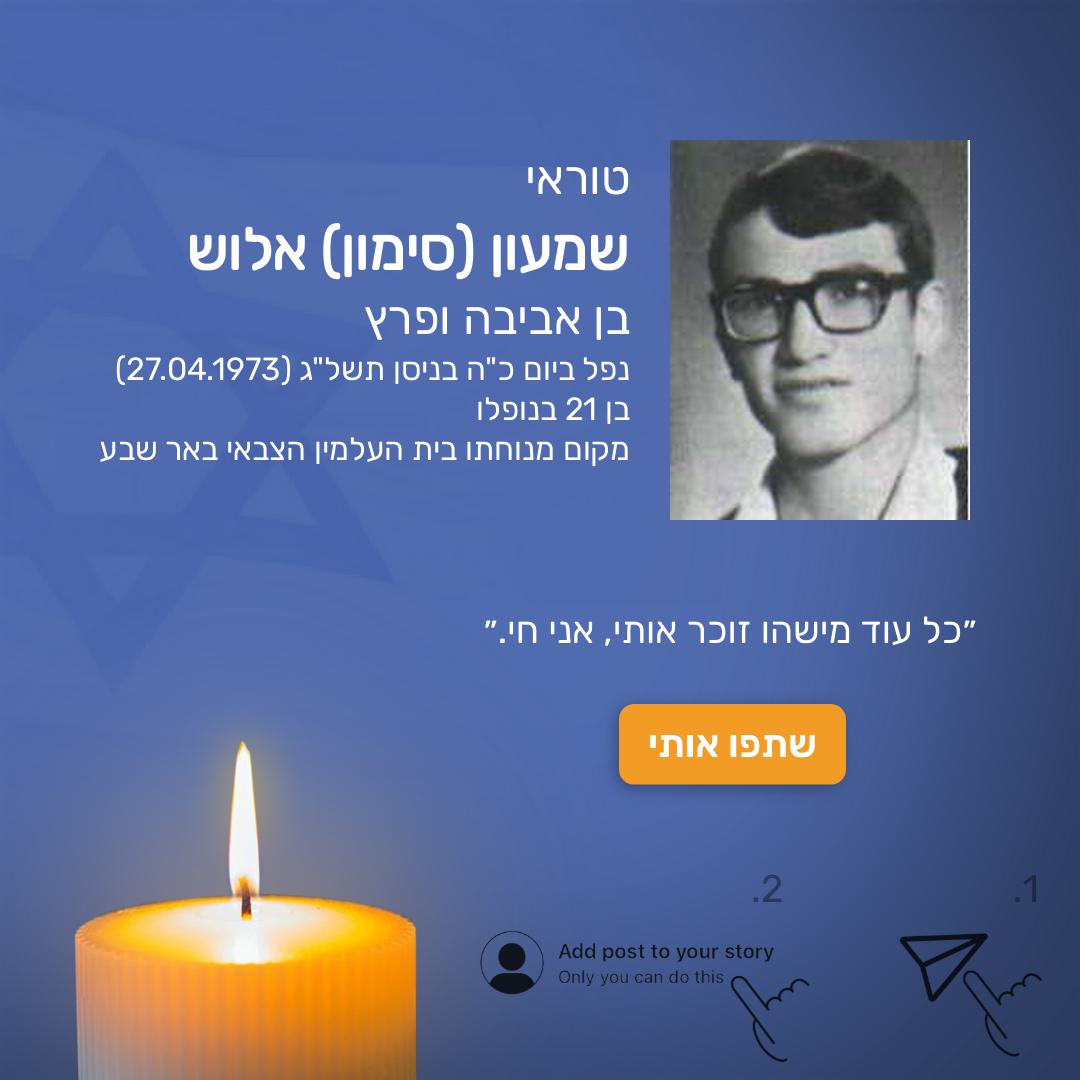 טוראי
שמעון (סימון) אלוש
בן אביבה ופרץ
נפל ביום כ"ה בניסן תשל"ג (27.04.1973)
בן 21 בנופלו
מקום מנוחתו בית העלמין הצבאי באר שבע
״כל עוד מישהו זוכר אותי, אני חי.״
שתפו אותי
.1
.2
Add post to your story
Only you can do this